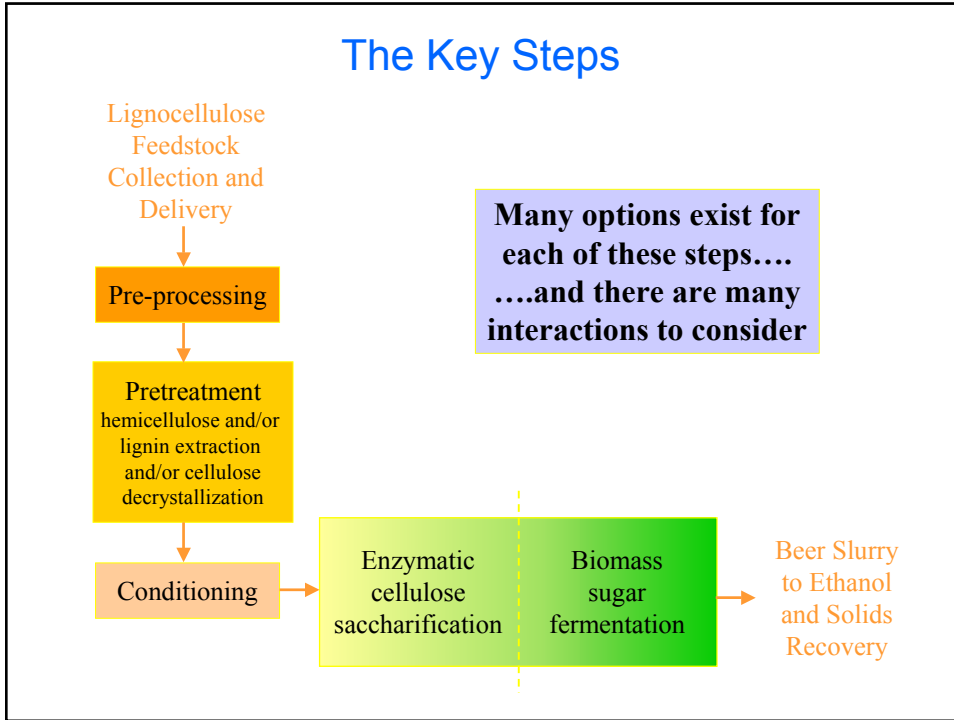 The Key Steps
Lignocellulose
Feedstock
Collection and
Delivery
Many options exist for
each of these steps….
….and there are many
interactions to consider
Pre-processing
Pretreatment
hemicellulose and/or
lignin extraction
and/or cellulose
decrystallization
Conditioning
Enzymatic
cellulose
saccharification
Biomass
sugar
fermentation
Beer Slurry
to Ethanol
and Solids
Recovery